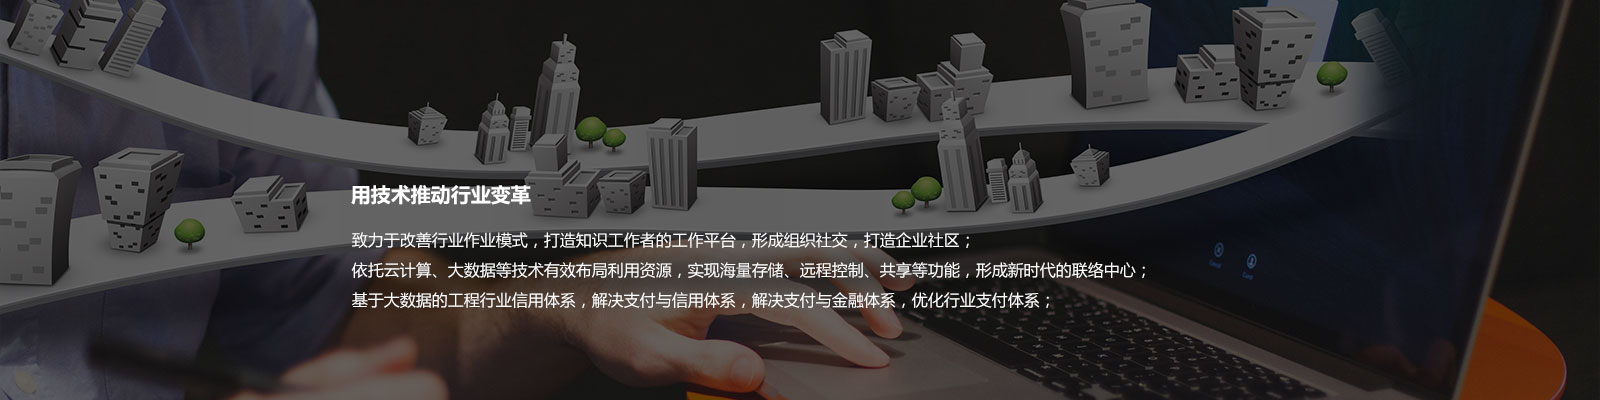 用技术推动行业变革
致力于改善行业作业模式，打造知识工作者的工作平台，形成组织社交，打造企业社区；
依托云计算、大数据等技术有效布局利用资源，实现海量存储、远程控制、共享等功能，形成新时代的联络中心；
基于大数据的工程行业信用体系，解决支付与信用体系，解决支付与金融体系，优化行业支付体系；